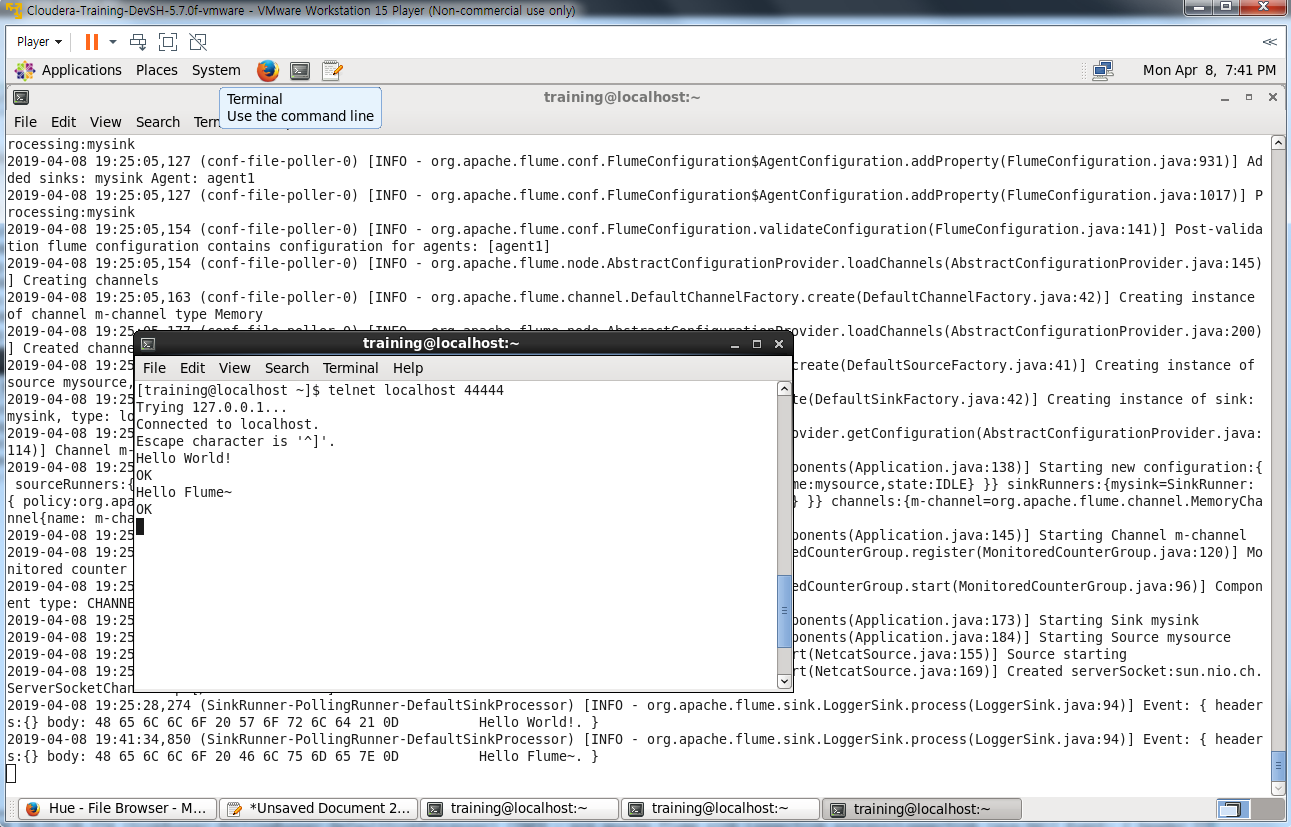 Cloudera-Training-DevSH-5.7.0f-vmware - VMware Workstation 15 Player (Non-commercial use only)
Player
Applications Places System Mon Apr 8, 7:41 PM
training@localhost:~
Terminal
Use the command line
File Edit View Search Tern
rocessing:mysink
2019-04-08 19:25:05,127 (conf-file-poller-0) [INFO - org.apache.flume.conf.FlumeConfiguration$AgentConfiguration.addProperty(FlumeConfiguration.java:931)] Ad
ded sinks: mysink Agent: agent1
2019-04-08 19:25:05,127 (conf-file-poller-0) [INFO - org.apache.flume.conf.FlumeConfiguration$AgentConfiguration.addProperty(FlumeConfiguration.java:1017)] P
rocessing:mysink
2019-04-08 19:25:05,154 (conf-file-poller-0) [INFO - org.apache.flume.conf.FlumeConfiguration.validateConfiguration(FlumeConfiguration.java:141)] Post-valida
tion flume configuration contains configuration for agents: [agent1]
2019-04-08 19:25:05,154 (conf-file-poller-0) [INFO - org.apache.flume.node.AbstractConfigurationProvider.loadChannels(AbstractConfigurationProvider.java:145)
] Creating channels
2019-04-08 19:25:05,163 (conf-file-poller-0) [INFO - org.apache.flume.channel.DefaultChannelFactory.create(DefaultChannelFactory.java:42)] Creating instance
of channel m-channel type Memory
2019-04-08 19:25:05,177 (conf-file-poller-0) [INFO - org.apache.flume.node.AbstractConfigurationProvider.loadChannels(AbstractConfigurationProvider.java:200)
] Created channe
2019-04-08 19:25 create(DefaultSourceFactory.java:41)] Creating instance of
source mysource,
2019-04-08 19:25 te(DefaultSinkFactory.java:42)] Creating instance of sink:
mysink, type: lo
2019-04-08 19:25 ovider.getConfiguration(AbstractConfigurationProvider.java:
114)] Channel m-
2019-04-08 19:25 ponents(Application.java:138)] Starting new configuration:{
sourceRunners:{ me:mysource,state:IDLE} }} sinkRunners:{mysink=SinkRunner:
{ policy:org.apa } }} channels:{m-channel=org.apache.flume.channel.MemoryCha
nnel{name: m-cha
2019-04-08 19:25 ponents(Application.java:145)] Starting Channel m-channel
2019-04-08 19:25 edCounterGroup.register(MonitoredCounterGroup.java:120)] Mo
nitored counter
2019-04-08 19:25 edCounterGroup.start(MonitoredCounterGroup.java:96)] Compon
ent type: CHANNE
2019-04-08 19:25 ponents(Application.java:173)] Starting Sink mysink
2019-04-08 19:25 ponents(Application.java:184)] Starting Source mysource
2019-04-08 19:25 rt(NetcatSource.java:155)] Source starting
2019-04-08 19:25 rt(NetcatSource.java:169)] Created serverSocket:sun.nio.ch.
ServerSocketChan
2019-04-08 19:25:28,274 (SinkRunner-PollingRunner-DefaultSinkProcessor) [INFO - org.apache.flume.sink.LoggerSink.process(LoggerSink.java:94)] Event: { header
s:{} body: 48 65 6C 6C 6F 20 57 6F 72 6C 64 21 0D Hello World!. }
2019-04-08 19:41:34,850 (SinkRunner-PollingRunner-DefaultSinkProcessor) [INFO - org.apache.flume.sink.LoggerSink.process(LoggerSink.java:94)] Event: { header
s:{} body: 48 65 6C 6C 6F 20 46 6C 75 6D 65 7E 0D Hello Flume~. }
training@localhost:~
File Edit View Search Terminal Help
[training@localhost ~]$ telnet localhost 44444
Trying 127.0.0.1...
Connected to localhost.
Escape character is '^]'.
Hello World!
OK
Hello Flume~
OK
Hue - File Browser - M... *Unsaved Document 2... training@localhost:~ training@localhost:~ training@localhost:~